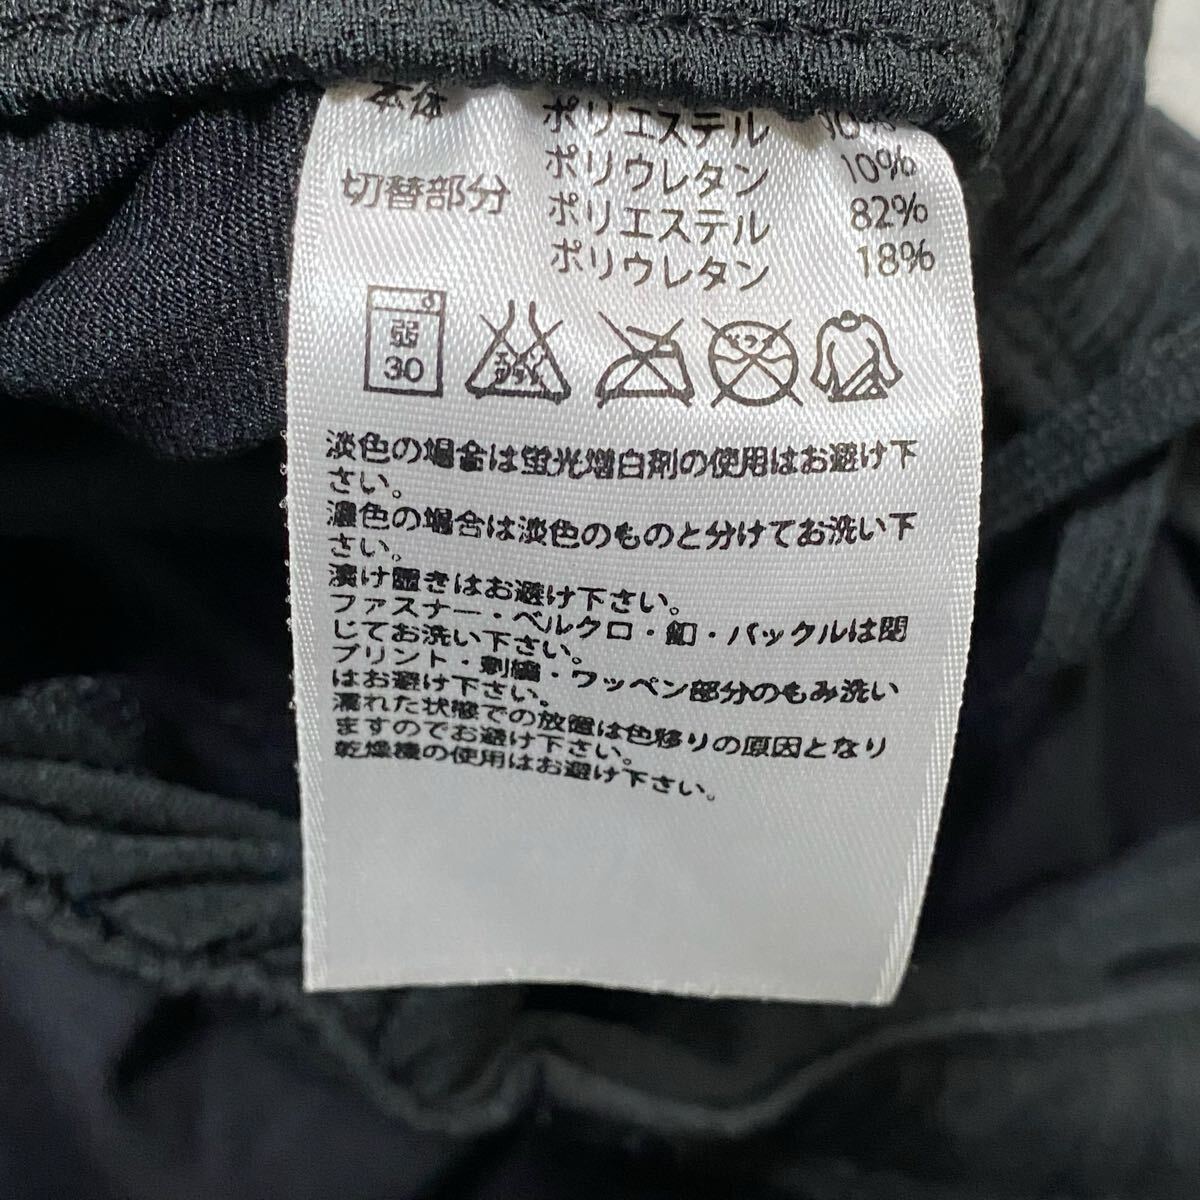 本体 ポリエステル 90%
ポリウレタン 10%
切替部分 ポリエステル 82%
ポリウレタン 18%
弱
30
エンソ
サラシ
ドライ
淡色の場合は蛍光増白剤の使用はお避け下
さい。
濃色の場合は淡色のものと分けてお洗い下
さい。
漬け置きはお避け下さい。
ファスナー・ベルクロ・釦・バックルは閉
じてお洗い下さい。
プリント・刺繍・ワッペン部分のもみ洗い
はお避け下さい。
濡れた状態での放置は色移りの原因となり
ますのでお避け下さい。
乾燥機の使用はお避け下さい。